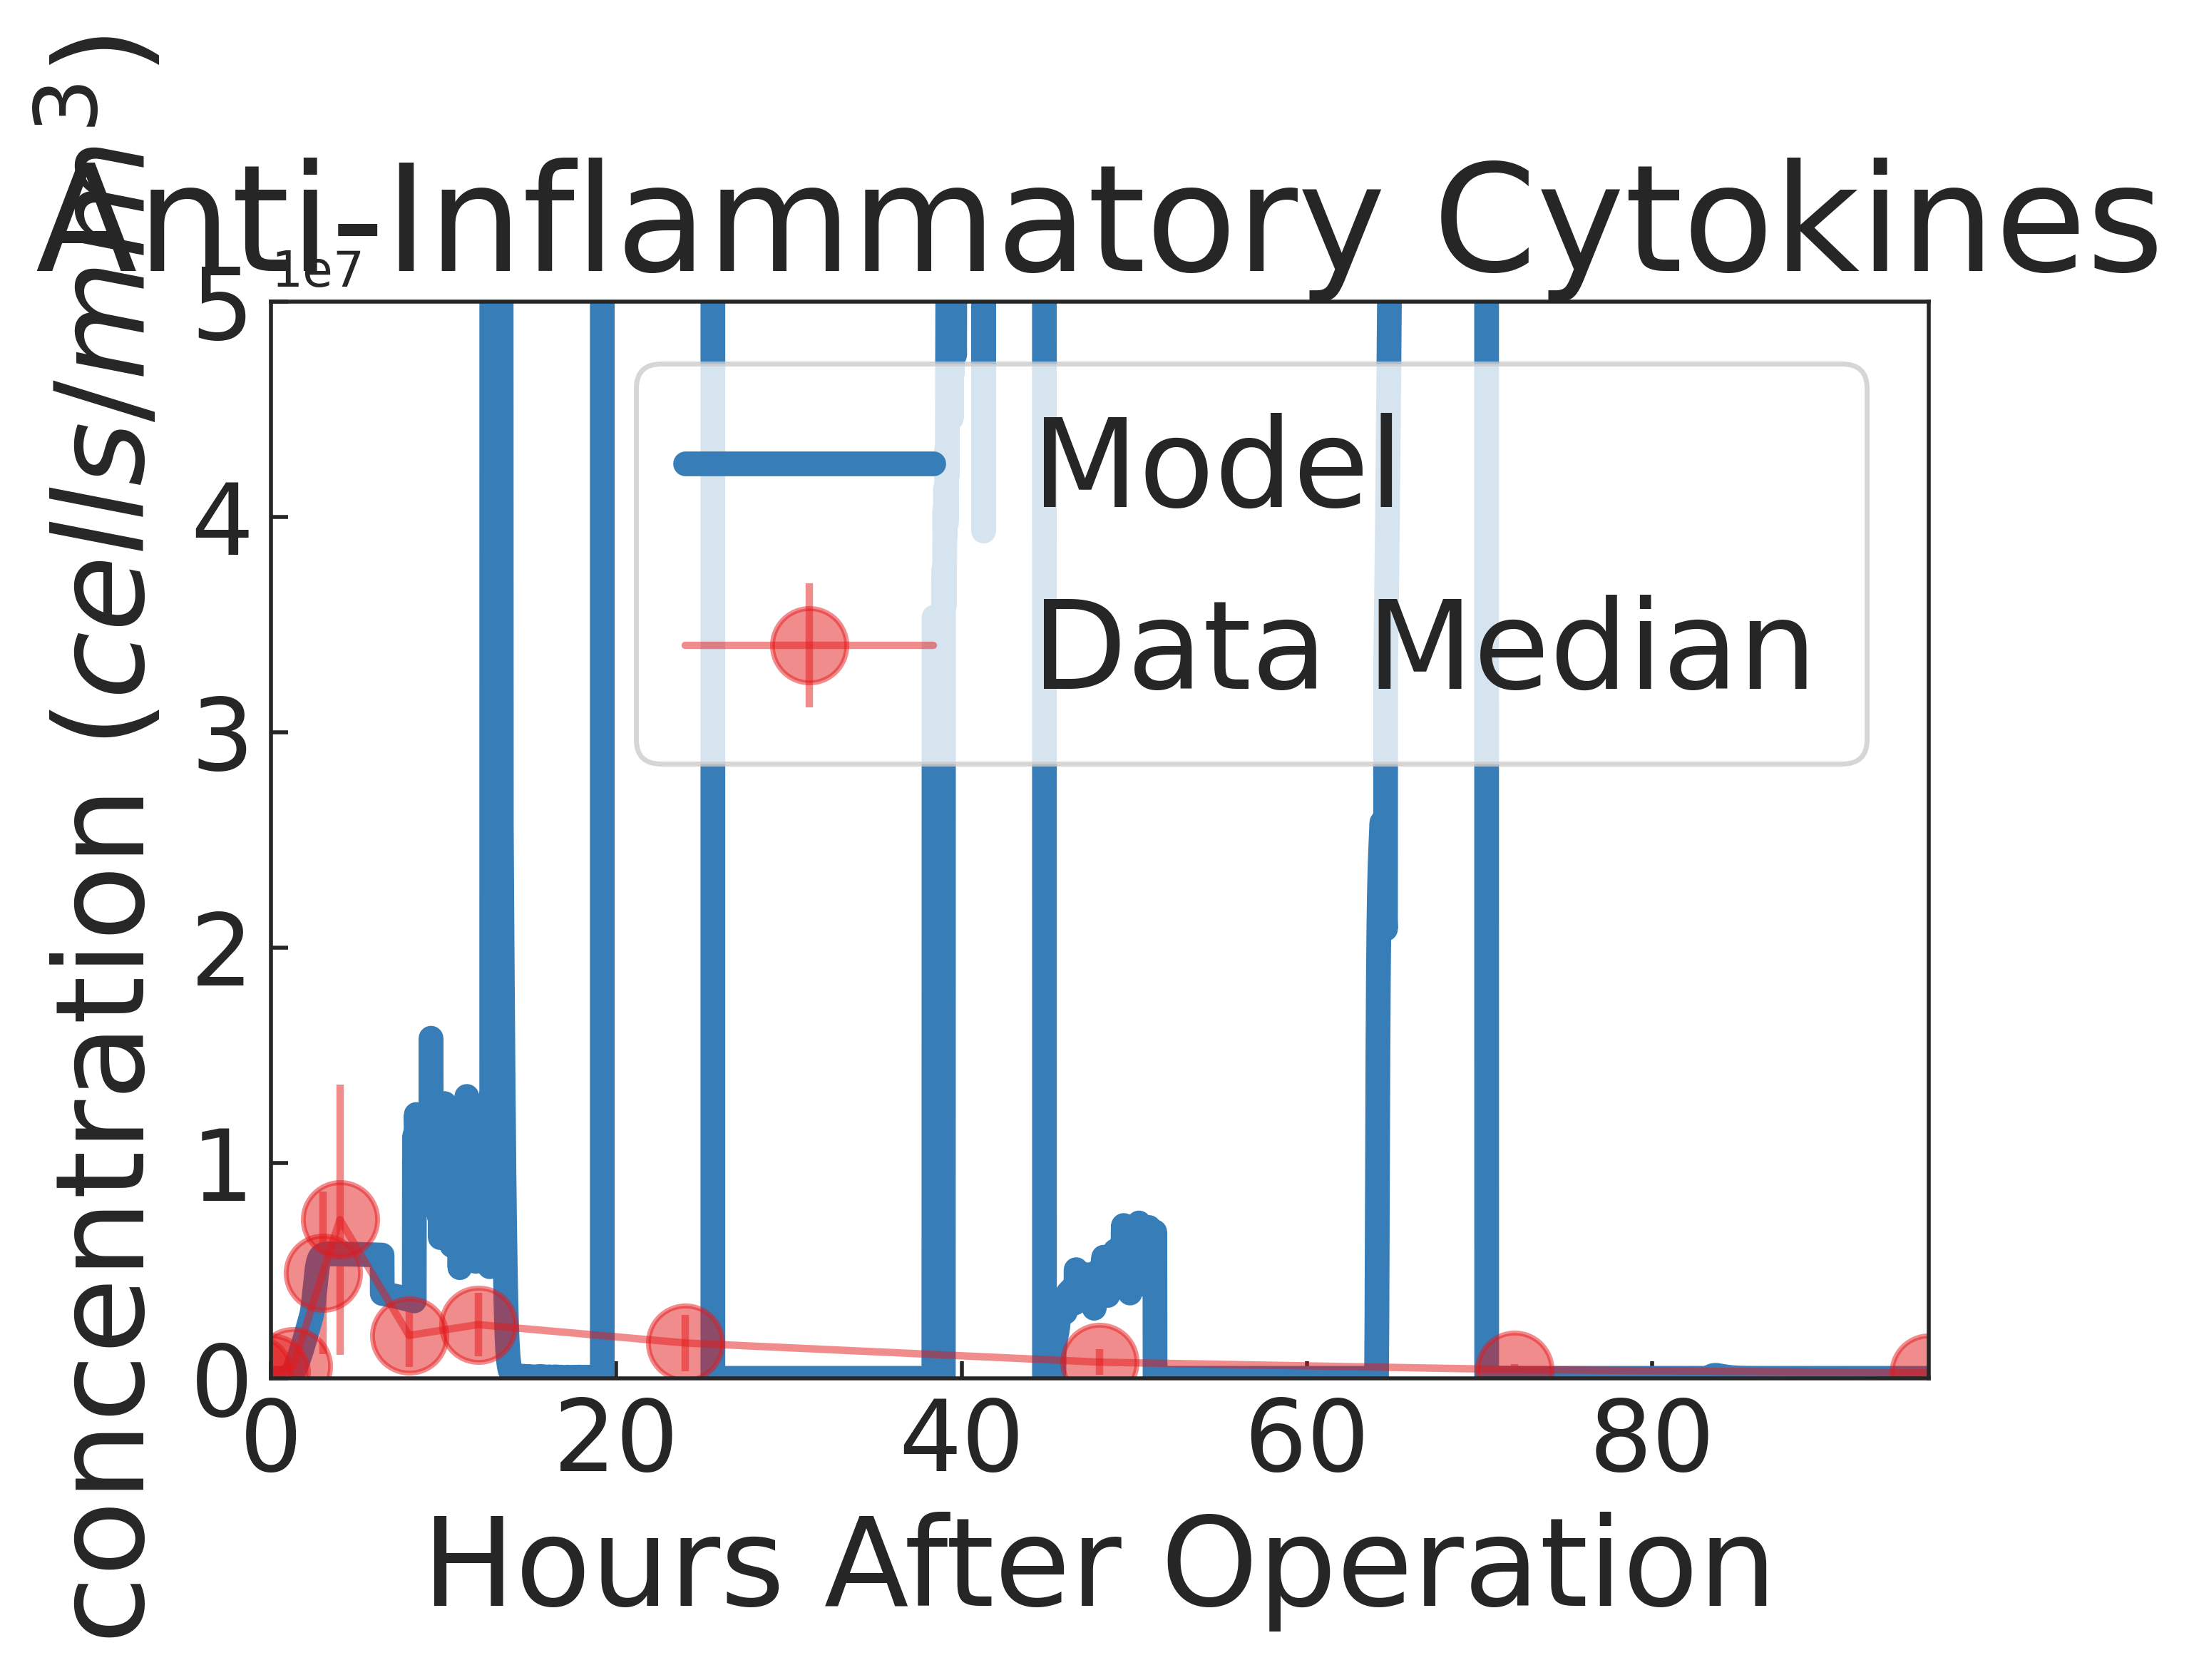 Anti-Inflammatory Cytokines
1e7
concentration (cells/mm3)
5
4
3
2
1
0
Model
Data Median
0 20 40 60 80
Hours After Operation